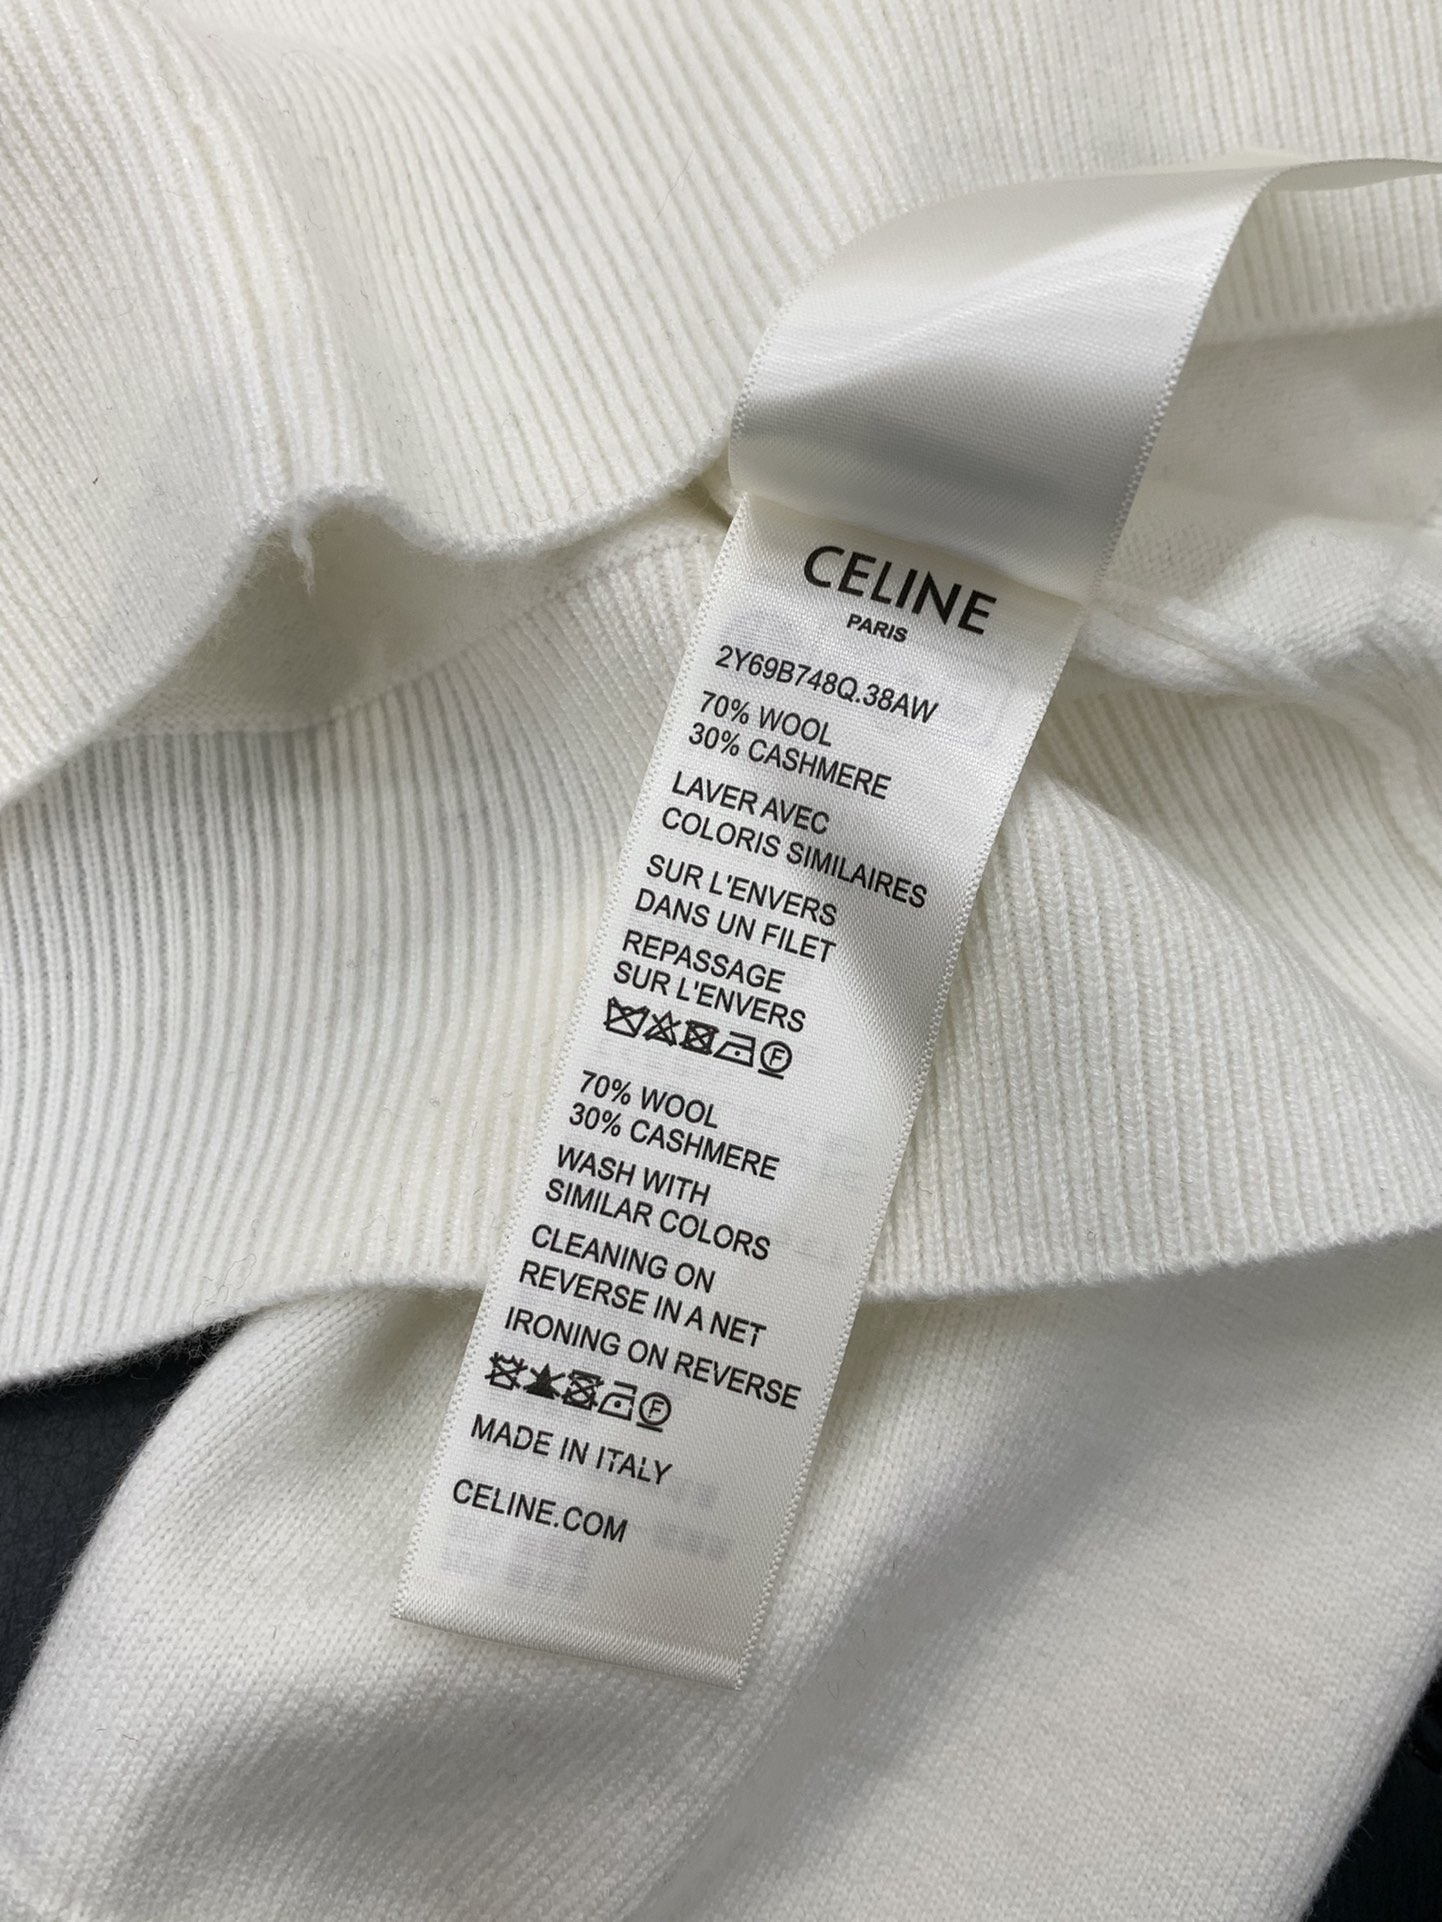 CELINE
PARIS
2Y69B748Q.38AW
70% WOOL
30% CASHMERE
LAVER AVEC
COLORIS SIMILAIRES
SUR L'ENVERS
DANS UN FILET
REPASSAGE
SUR L'ENVERS
F
70% WOOL
30% CASHMERE
WASH WITH
SIMILAR COLORS
CLEANING ON
REVERSE IN A NET
IRONING ON REVERSE
F
MADE IN ITALY
CELINE.COM